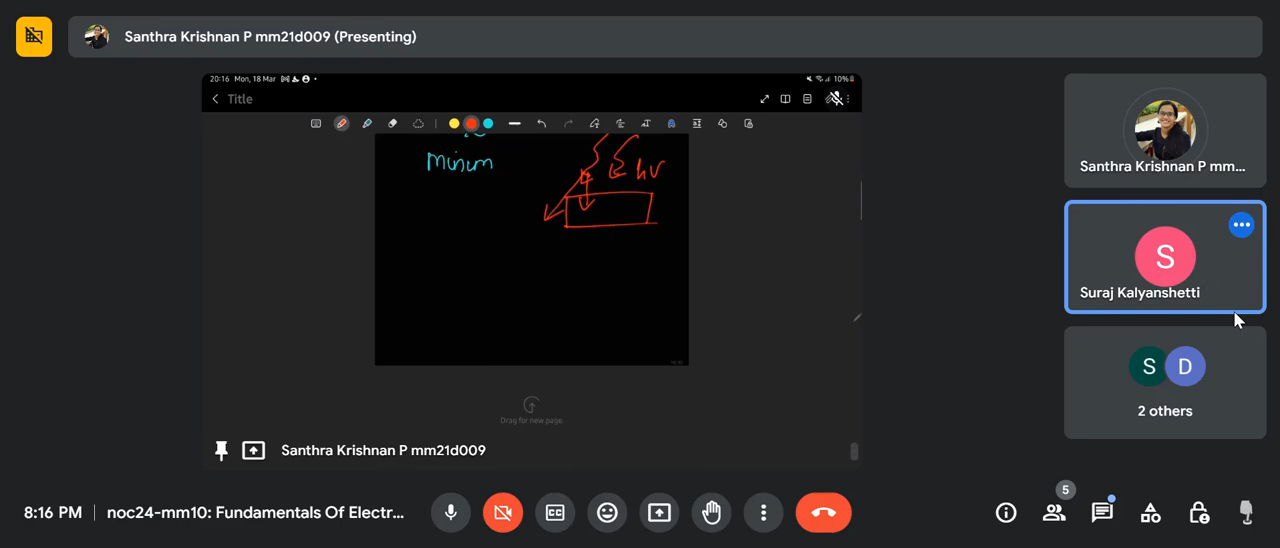 Santhra Krishnan P mm21d009 (Presenting)
20:16 Mon, 18 Mar
10%
Title
Minim
hν
Drag for new page.
Santhra Krishnan P mm21d009
Santhra Krishnan P mm...
S
Suraj Kalyanshetti
S D
2 others
5
8:16 PM | noc24-mm10: Fundamentals Of Electr...